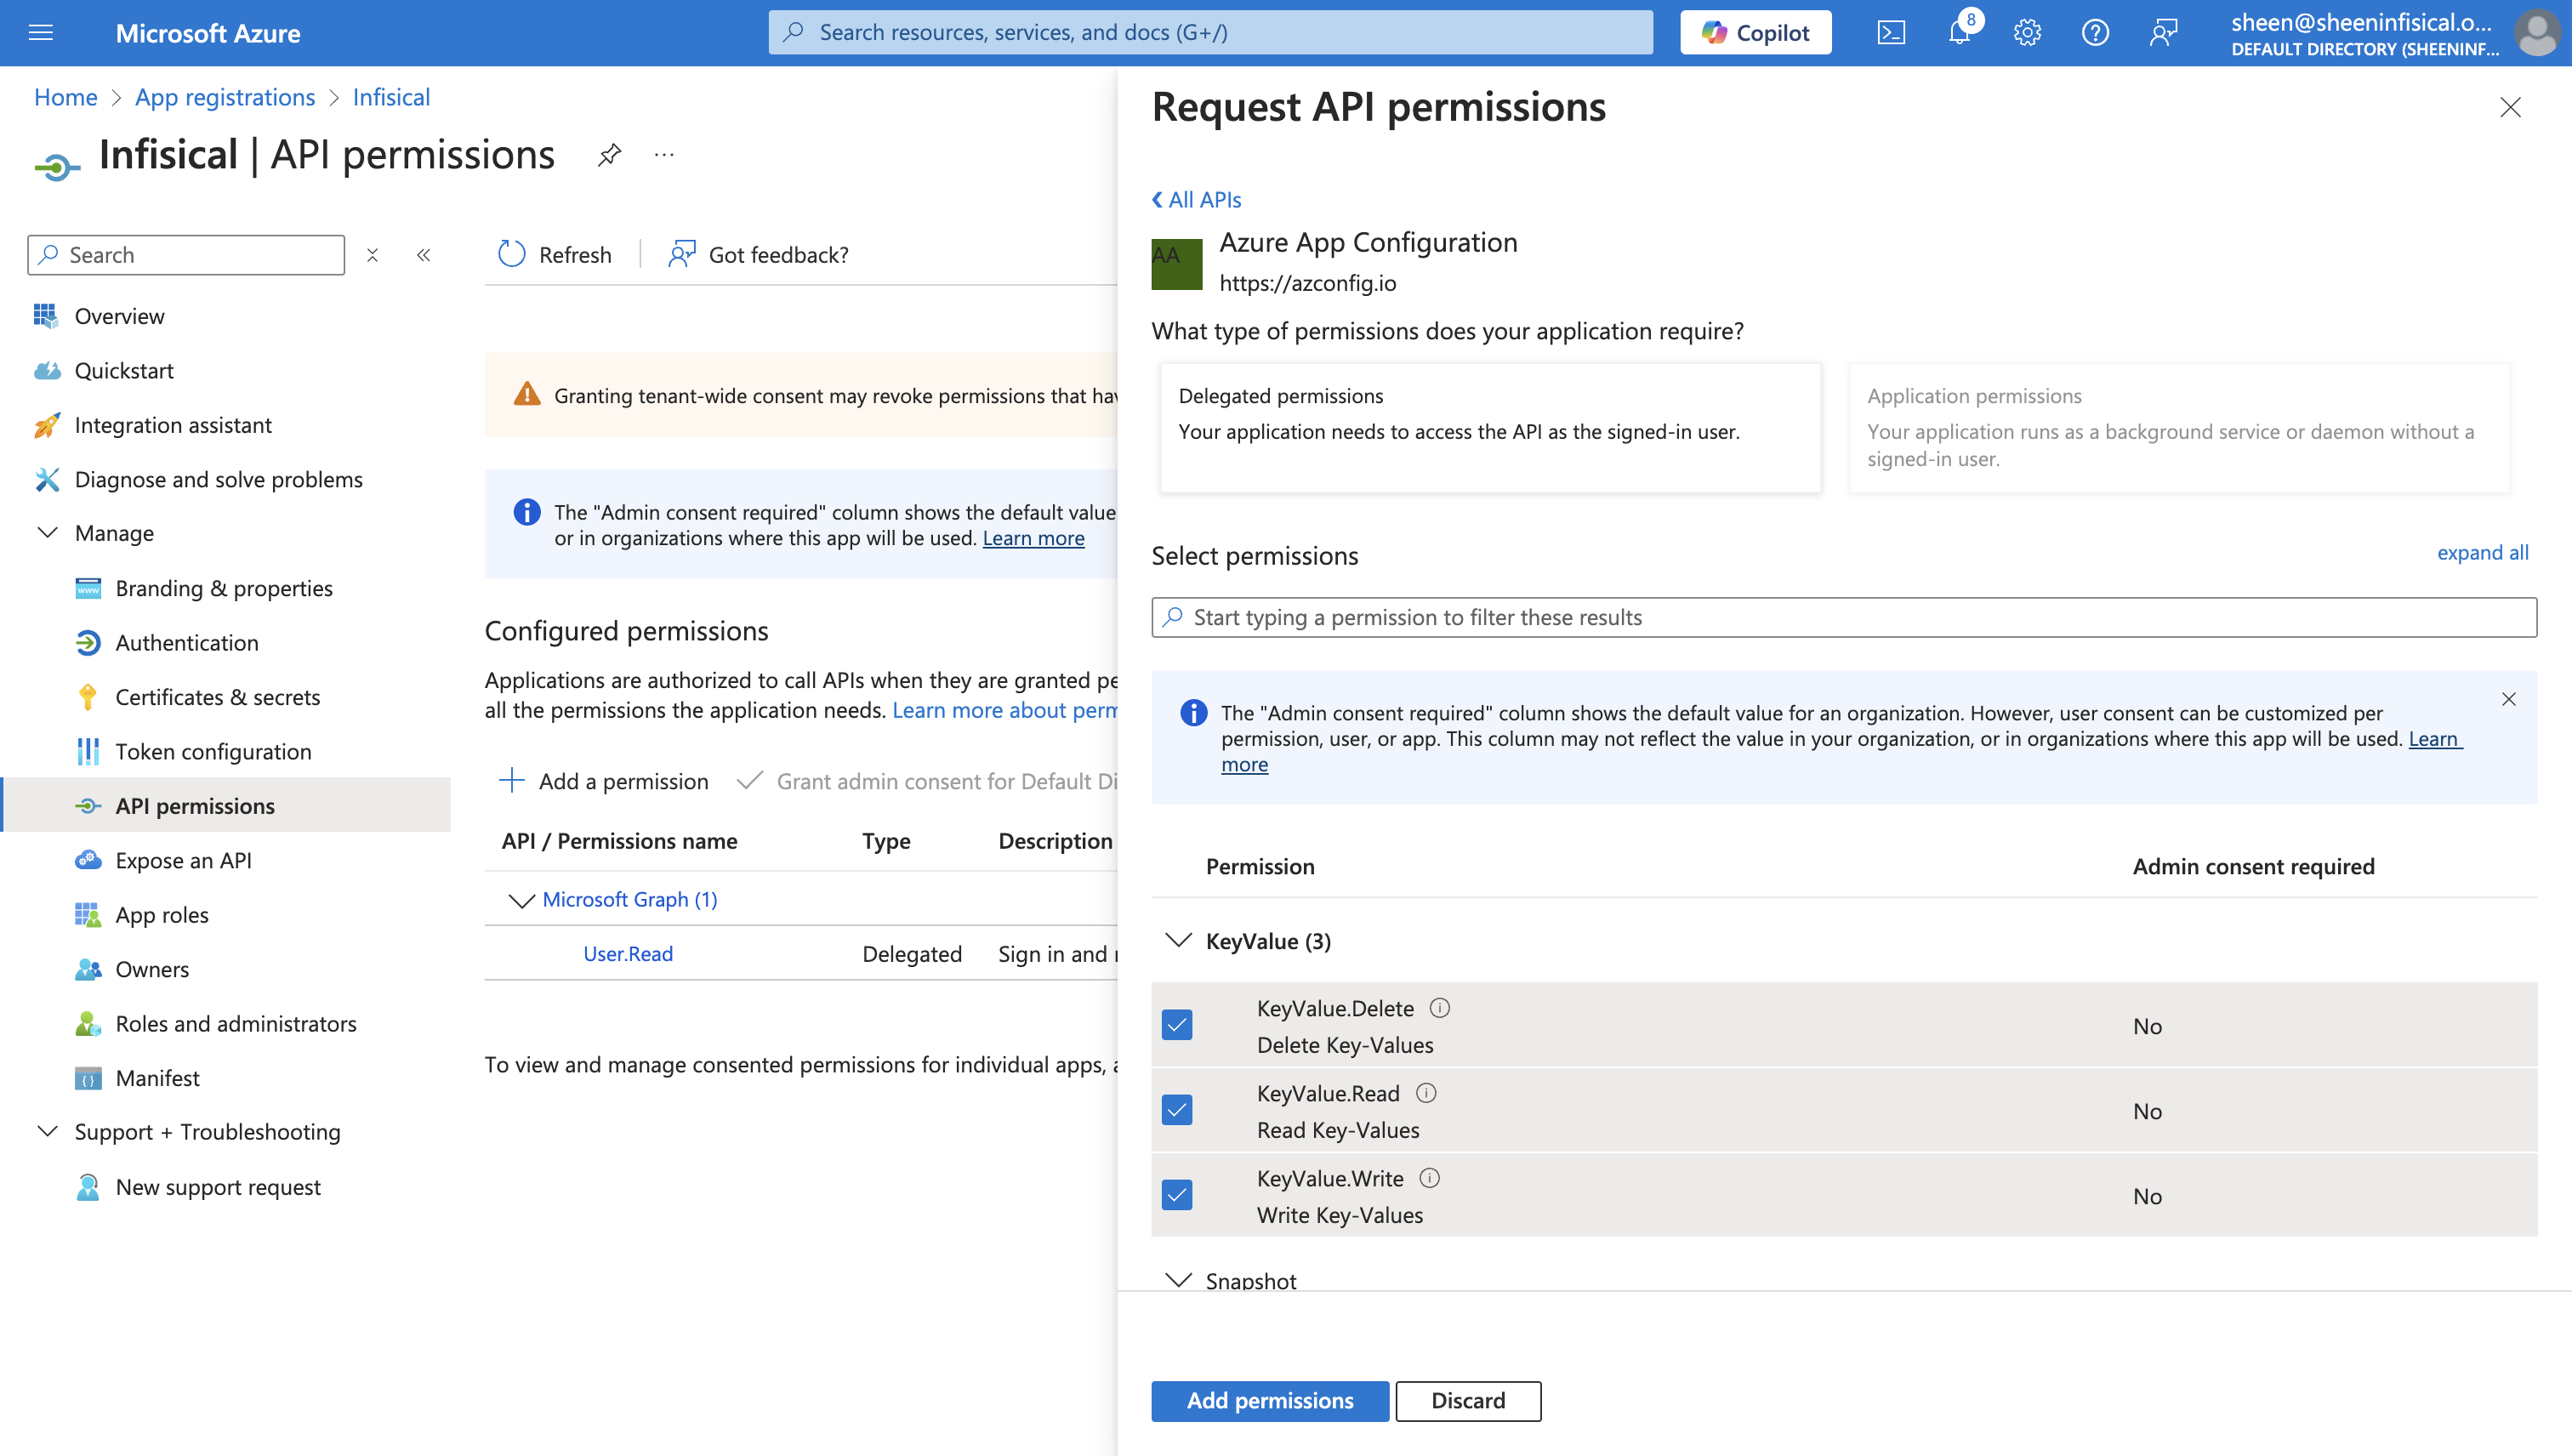 Microsoft Azure
Search resources, services, and docs (G+/)
Copilot
8
sheen@sheeninfisical.o...
DEFAULT DIRECTORY (SHEENINF...
Home > App registrations > Infisical
Infisical | API permissions
Search
Refresh
Got feedback?
Overview
Quickstart
Integration assistant
Diagnose and solve problems
Manage
Branding & properties
Authentication
Certificates & secrets
Token configuration
API permissions
Expose an API
App roles
Owners
Roles and administrators
Manifest
Support + Troubleshooting
New support request
Granting tenant-wide consent may revoke permissions that
The "Admin consent required" column shows the default value
or in organizations where this app will be used. Learn more
Configured permissions
Applications are authorized to call APIs when they are granted
all the permissions the application needs. Learn more about
Add a permission
Grant admin consent for Default
API / Permissions name
Type
Description
Microsoft Graph (1)
User.Read
Delegated
Sign in and
To view and manage consented permissions for individual apps,
Request API permissions
All APIs
AA
Azure App Configuration
https://azconfig.io
What type of permissions does your application require?
Delegated permissions
Your application needs to access the API as the signed-in user.
Application permissions
Your application runs as a background service or daemon without a
signed-in user.
Select permissions
expand all
Start typing a permission to filter these results
The "Admin consent required" column shows the default value for an organization. However, user consent can be customized per
permission, user, or app. This column may not reflect the value in your organization, or in organizations where this app will be used. Learn
more
Permission
Admin consent required
KeyValue (3)
KeyValue.Delete
Delete Key-Values
No
KeyValue.Read
Read Key-Values
No
KeyValue.Write
Write Key-Values
No
Snapshot
Add permissions
Discard